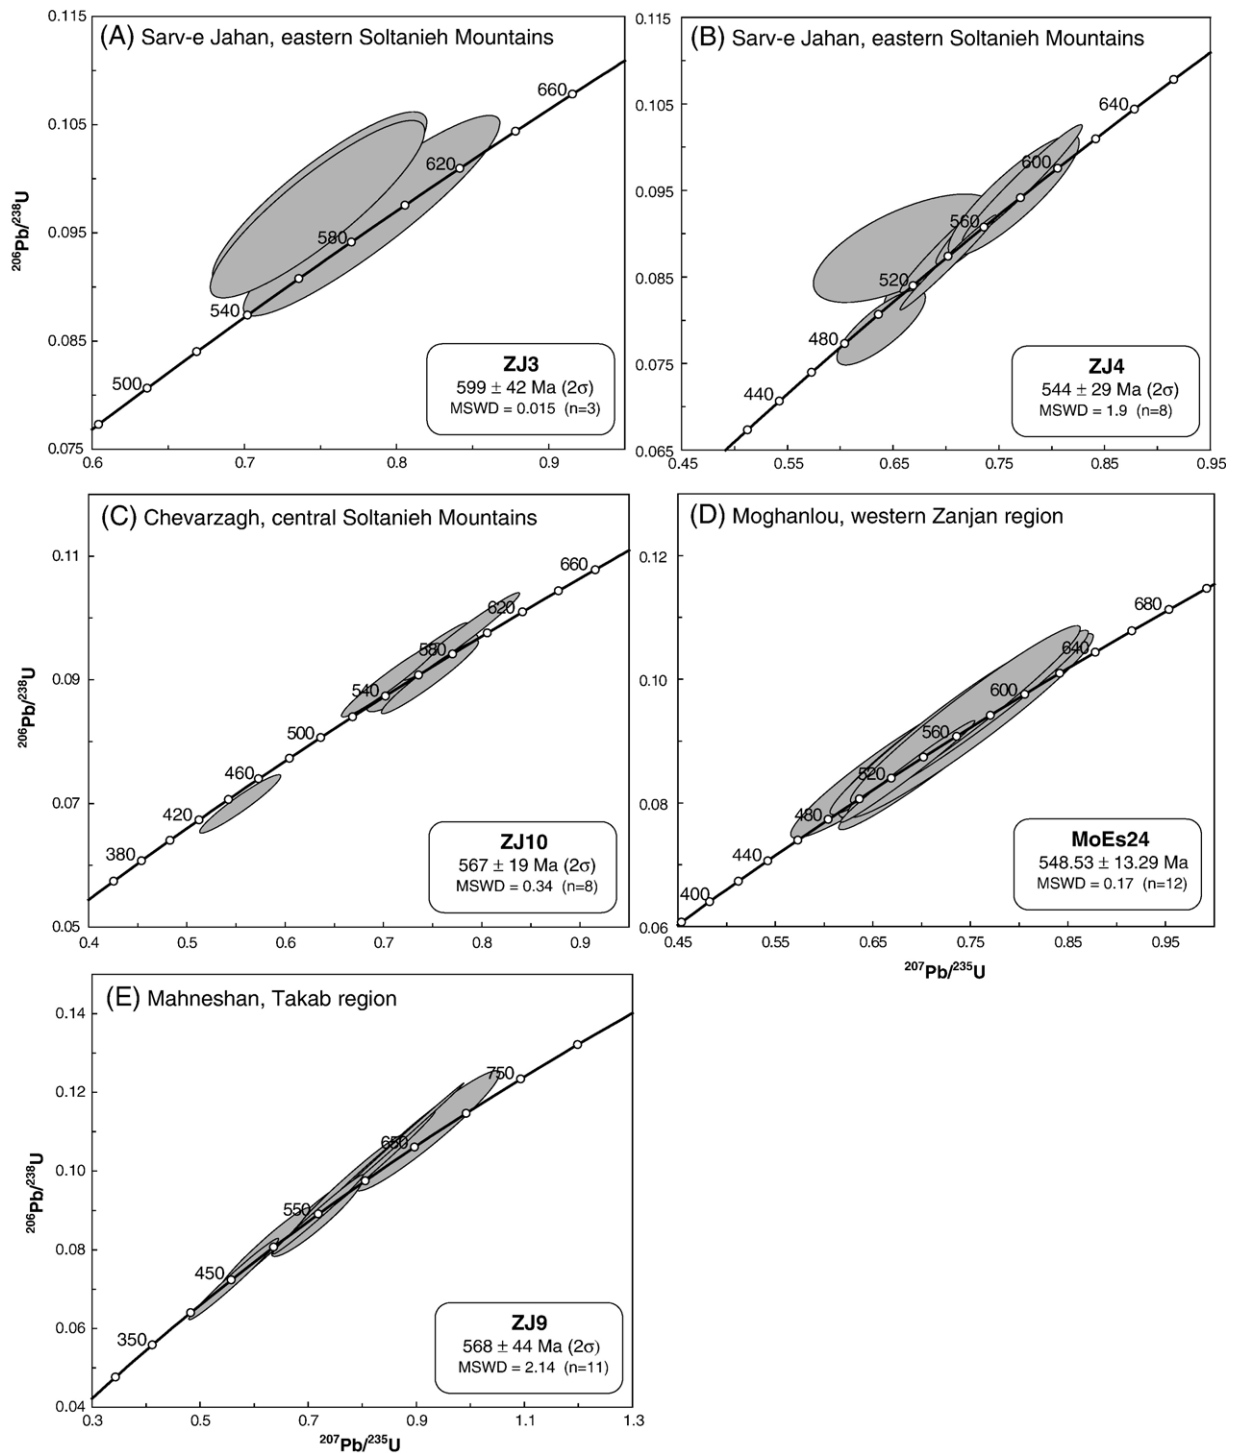 (A) Sarv-e Jahan, eastern Soltanieh Mountains
0.115
0.105
0.095
0.085
0.075
²⁰⁶Pb/²³⁸U
660
620
580
540
500
ZJ3
599 ± 42 Ma (2σ)
MSWD = 0.015 (n=3)
0.6 0.7 0.8 0.9
(B) Sarv-e Jahan, eastern Soltanieh Mountains
0.115
0.105
0.095
0.085
0.075
0.065
640
600
560
520
480
440
ZJ4
544 ± 29 Ma (2σ)
MSWD = 1.9 (n=8)
0.45 0.55 0.65 0.75 0.85 0.95
(C) Chevarzagh, central Soltanieh Mountains
0.11
0.09
0.07
0.05
²⁰⁶Pb/²³⁸U
660
620
580
540
500
460
420
380
ZJ10
567 ± 19 Ma (2σ)
MSWD = 0.34 (n=8)
0.4 0.5 0.6 0.7 0.8 0.9
(D) Moghanlou, western Zanjan region
0.12
0.10
0.08
0.06
680
640
600
560
520
480
440
400
MoEs24
548.53 ± 13.29 Ma
MSWD = 0.17 (n=12)
0.45 0.55 0.65 0.75 0.85 0.95
²⁰⁷Pb/²³⁵U
(E) Mahneshan, Takab region
0.14
0.12
0.10
0.08
0.06
0.04
²⁰⁶Pb/²³⁸U
750
650
550
450
350
ZJ9
568 ± 44 Ma (2σ)
MSWD = 2.14 (n=11)
0.3 0.5 0.7 0.9 1.1 1.3
²⁰⁷Pb/²³⁵U